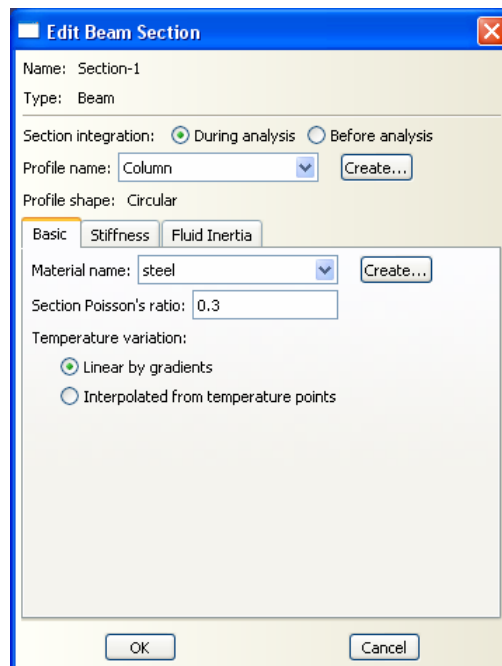 Edit Beam Section
Name: Section-1
Type: Beam
Section integration: During analysis Before analysis
Profile name: Column Create...
Profile shape: Circular
Basic Stiffness Fluid Inertia
Material name: steel Create...
Section Poisson's ratio: 0.3
Temperature variation:
Linear by gradients
Interpolated from temperature points
OK Cancel